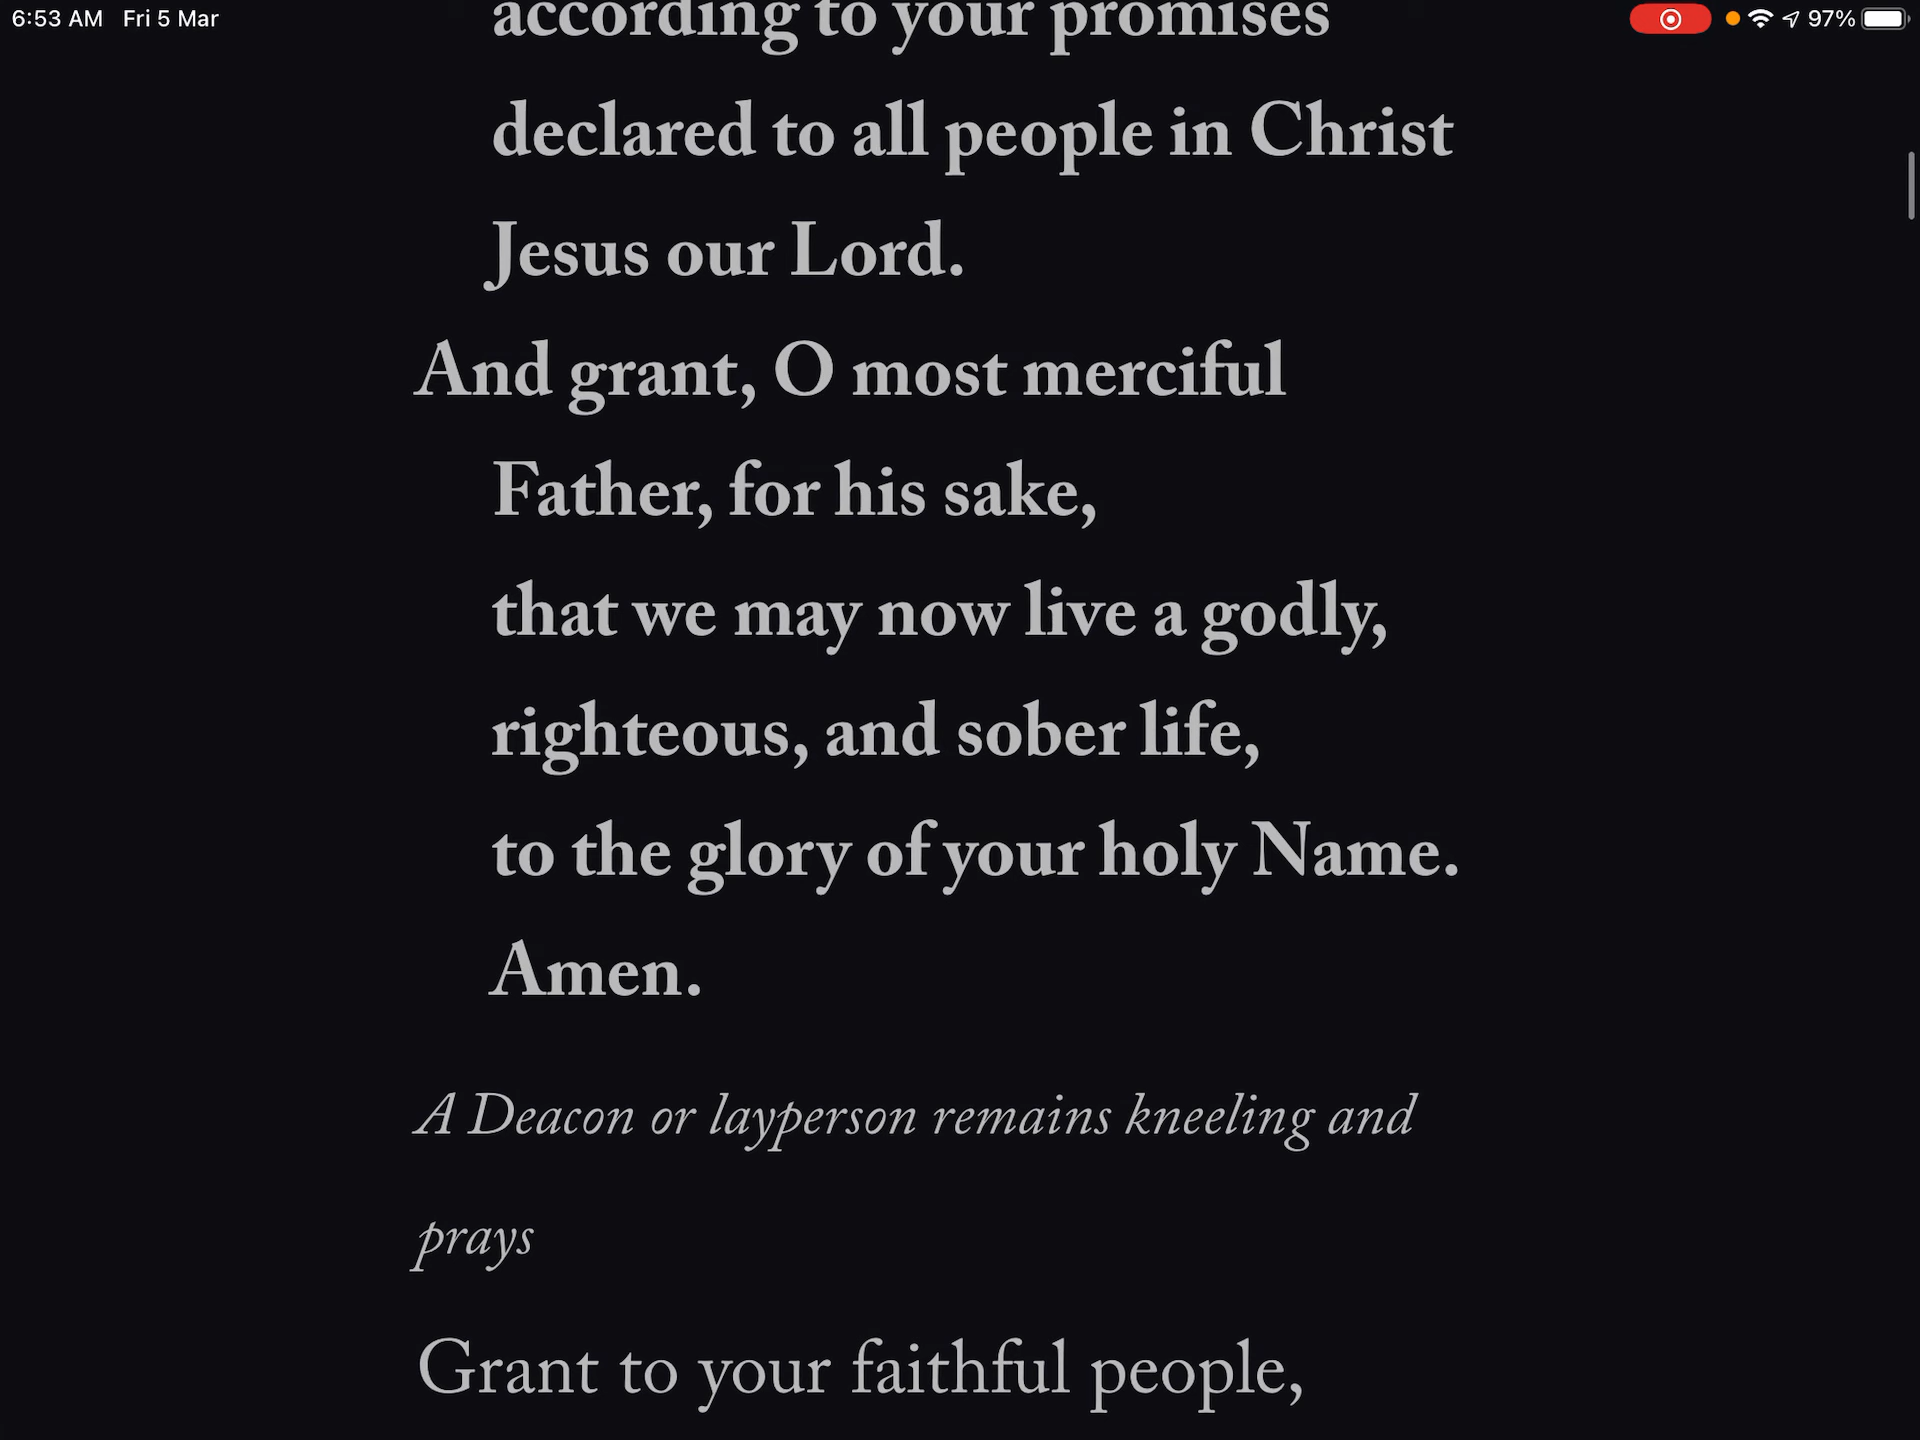 6:53 AM Fri 5 Mar 97%
according to your promises
declared to all people in Christ
Jesus our Lord.
And grant, O most merciful
Father, for his sake,
that we may now live a godly,
righteous, and sober life,
to the glory of your holy Name.
Amen.
A Deacon or layperson remains kneeling and
prays
Grant to your faithful people,